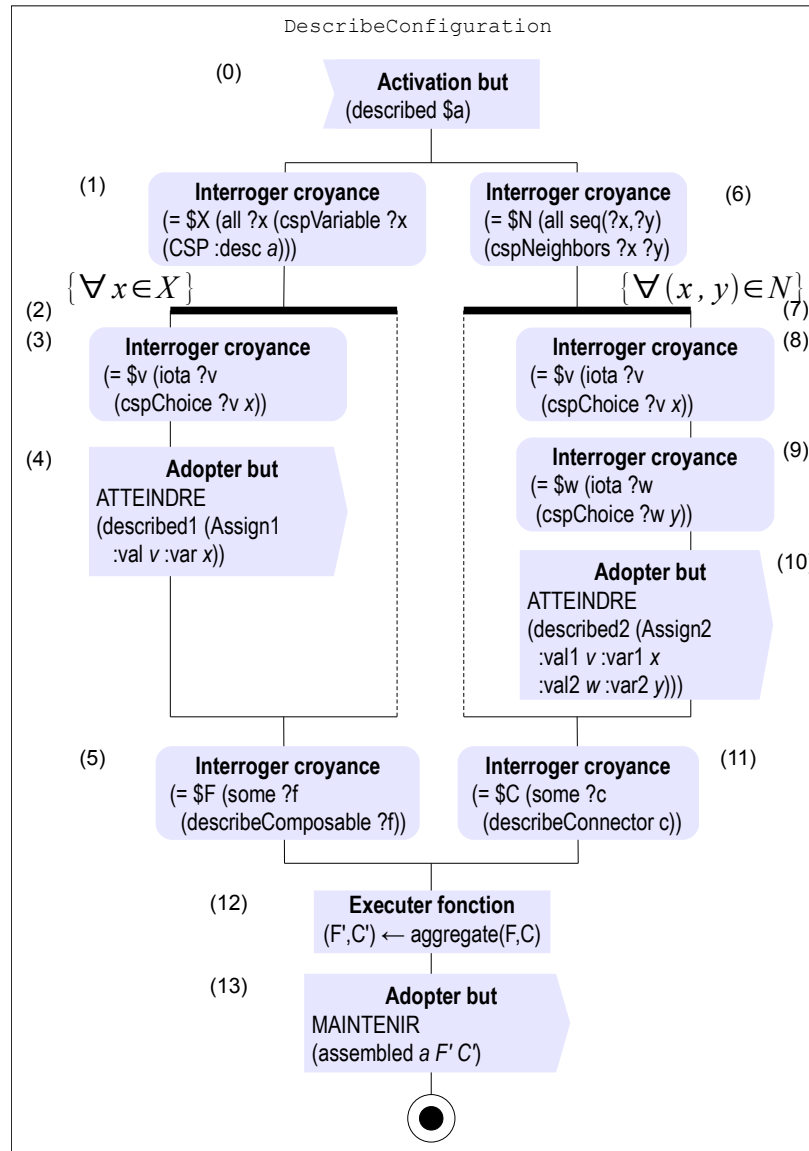 DescribeConfiguration
(0)
Activation but
(described $a)
(1)
Interroger croyance
(= $X (all ?x (cspVariable ?x
(CSP :desc a)))
Interroger croyance
(= $N (all seq(?x,?y)
(cspNeighbors ?x ?y)
(6)
{∀ x∈X}
{∀ (x, y)∈N}
(2)
(7)
(3)
Interroger croyance
(= $v (iota ?v
(cspChoice ?v x))
Interroger croyance
(= $v (iota ?v
(cspChoice ?v x))
(8)
(4)
Adopter but
ATTEINDRE
(described1 (Assign1
:val v :var x))
Interroger croyance
(= $w (iota ?w
(cspChoice ?w y))
(9)
Adopter but
ATTEINDRE
(described2 (Assign2
:val1 v :var1 x
:val2 w :var2 y)))
(10)
(5)
Interroger croyance
(= $F (some ?f
(describeComposable ?f))
Interroger croyance
(= $C (some ?c
(describeConnector c))
(11)
(12)
Executer fonction
(F',C') ← aggregate(F,C)
(13)
Adopter but
MAINTENIR
(assembled a F' C')